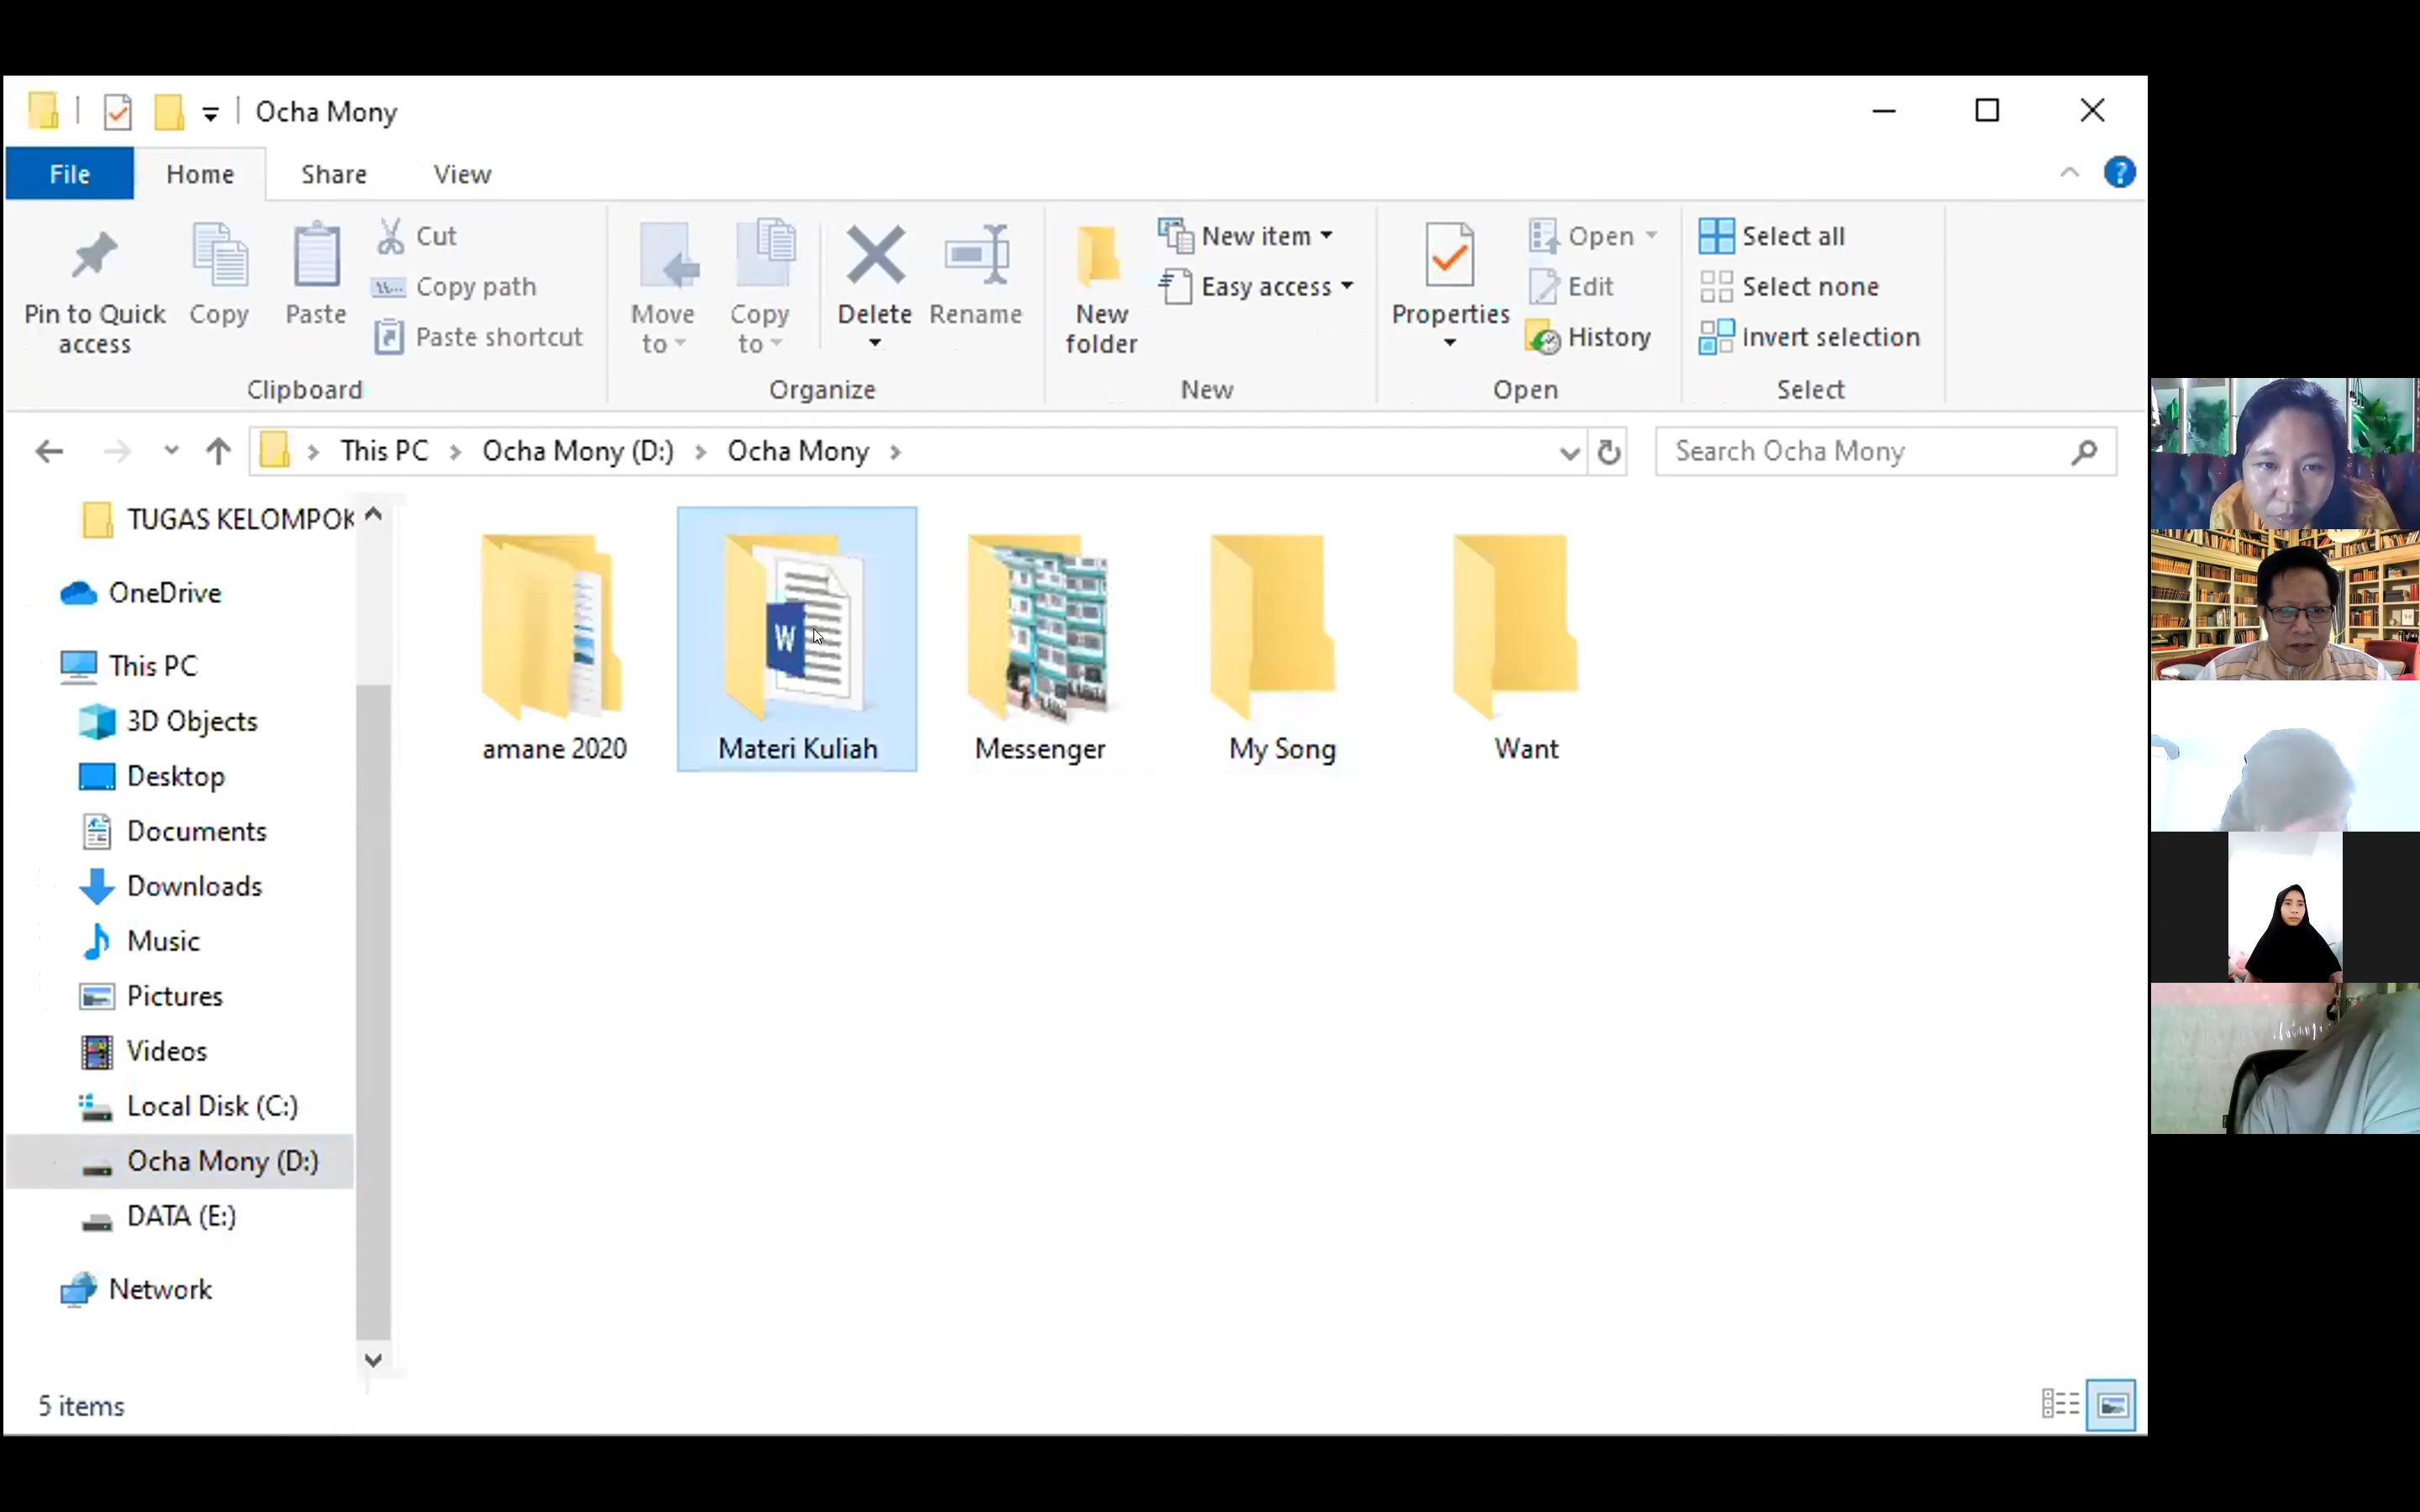 Ocha Mony
File Home Share View
Pin to Quick access
Copy
Paste
Cut
Copy path
Paste shortcut
Clipboard
Move to
Copy to
Delete
Rename
Organize
New folder
New item
Easy access
New
Properties
Open
Edit
History
Open
Select all
Select none
Invert selection
Select
This PC > Ocha Mony (D:) > Ocha Mony >
Search Ocha Mony
TUGAS KELOMPOK
OneDrive
This PC
3D Objects
Desktop
Documents
Downloads
Music
Pictures
Videos
Local Disk (C:)
Ocha Mony (D:)
DATA (E:)
Network
amane 2020
W
Materi Kuliah
Messenger
My Song
Want
5 items